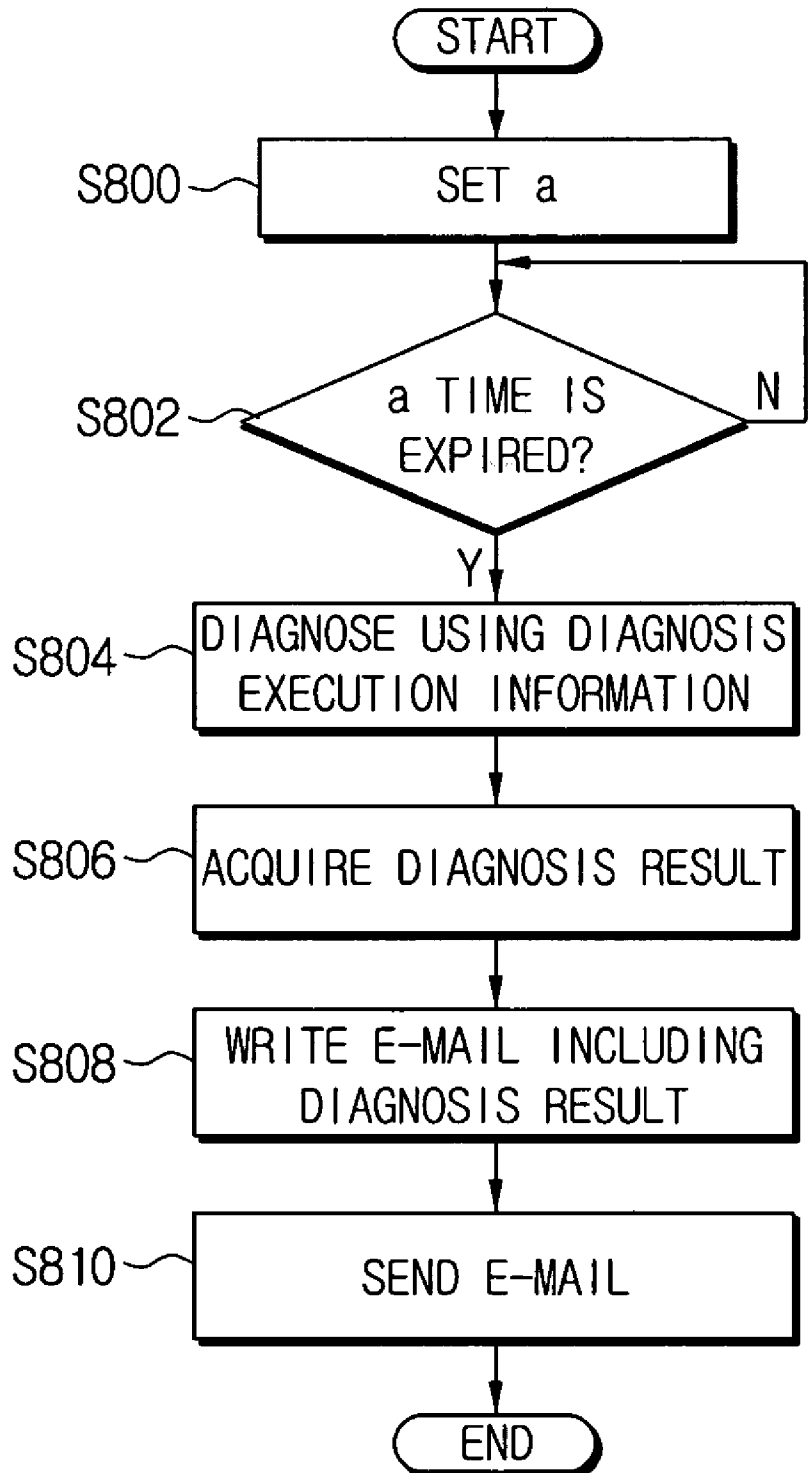 START
S800
SET a
S802
a TIME IS
EXPIRED?
N
Y
S804
DIAGNOSE USING DIAGNOSIS
EXECUTION INFORMATION
S806
ACQUIRE DIAGNOSIS RESULT
S808
WRITE E-MAIL INCLUDING
DIAGNOSIS RESULT
S810
SEND E-MAIL
END